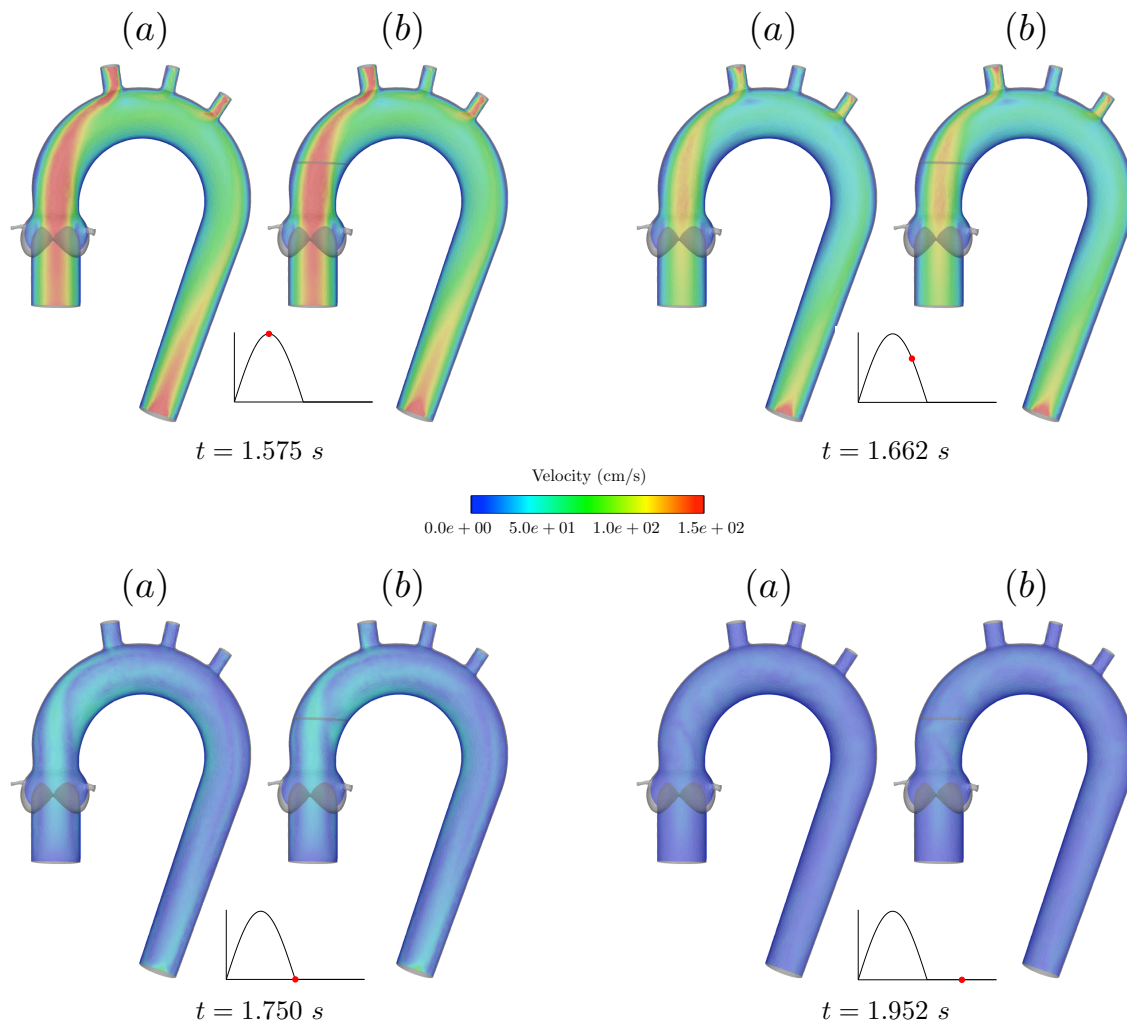 (a) (b) (a) (b)
t = 1.575 s t = 1.662 s
Velocity (cm/s)
0.0e + 00 5.0e + 01 1.0e + 02 1.5e + 02
(a) (b) (a) (b)
t = 1.750 s t = 1.952 s